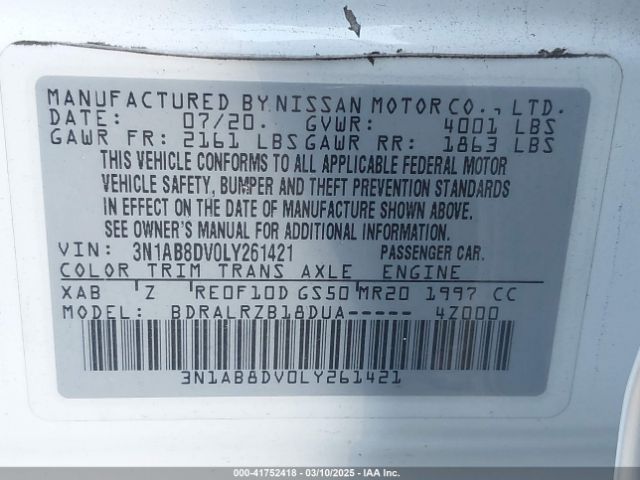 MANUFACTURED BY NISSAN MOTOR CO., LTD.
DATE: 07/20. GVWR: 4001 LBS
GAWR FR: 2161 LBS GAWR RR: 1863 LBS
THIS VEHICLE CONFORMS TO ALL APPLICABLE FEDERAL MOTOR
VEHICLE SAFETY, BUMPER AND THEFT PREVENTION STANDARDS
IN EFFECT ON THE DATE OF MANUFACTURE SHOWN ABOVE.
SEE OWNER'S MANUAL FOR ADDITIONAL INFORMATION.
VIN: 3N1AB8DV0LY261421 PASSENGER CAR.
COLOR TRIM TRANS AXLE ENGINE
XAB Z RE0F10D GS50 MR20 1997 CC
MODEL: BDRALRZB18DUA----- 4Z000
3N1AB8DV0LY261421
000-41752418 - 03/10/2025 - IAA Inc.